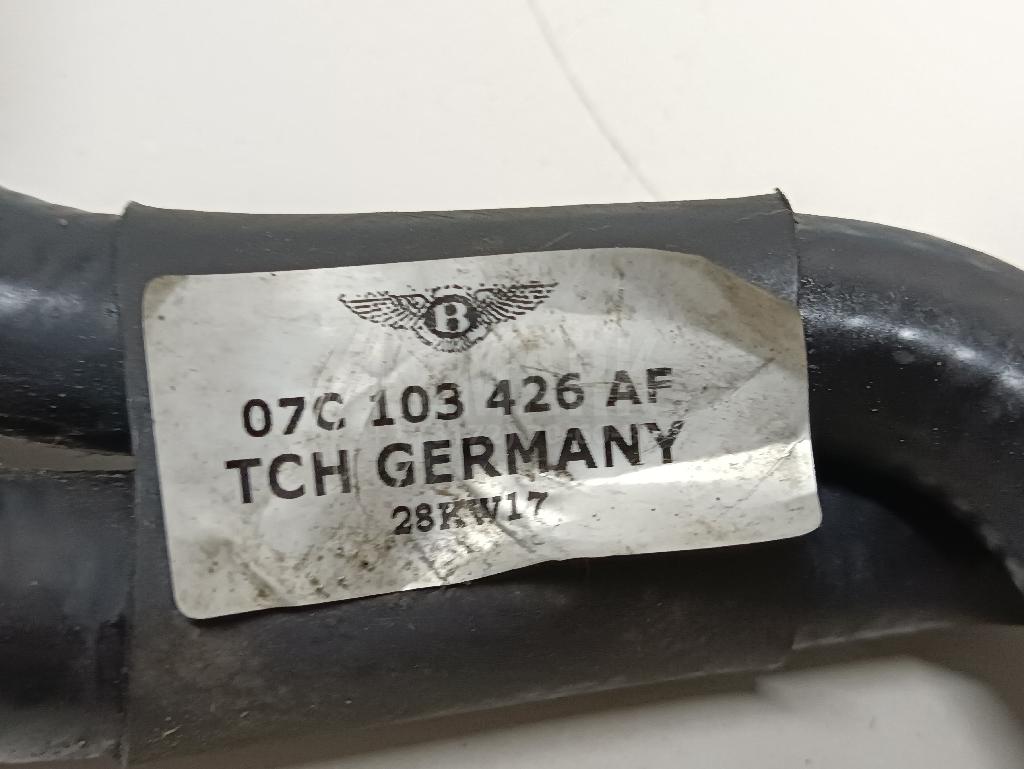 B
07C 103 426 AF
TCH GERMANY
28KW17